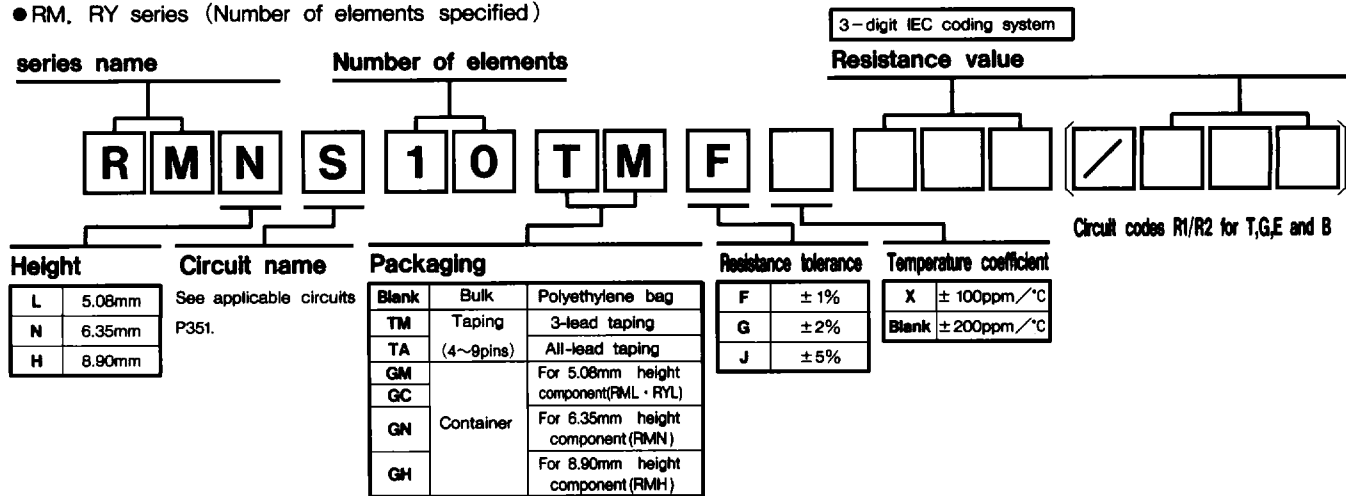 ●RM, RY series (Number of elements specified)
3-digit IEC coding system
series name Number of elements Resistance value
R M N S 1 0 T M F ( / )
Circuit codes R1/R2 for T,G,E and B
Height
L 5.08mm
N 6.35mm
H 8.90mm
Circuit name
See applicable circuits
P351.
Packaging
Blank Bulk Polyethylene bag
TM Taping 3-lead taping
TA (4~9pins) All-lead taping
GM For 5.08mm height
GC component(RML・RYL)
Container
GN For 6.35mm height
component(RMN)
GH For 8.90mm height
component(RMH)
Resistance tolerance
F ±1%
G ±2%
J ±5%
Temperature coefficient
X ±100ppm/°C
Blank ±200ppm/°C